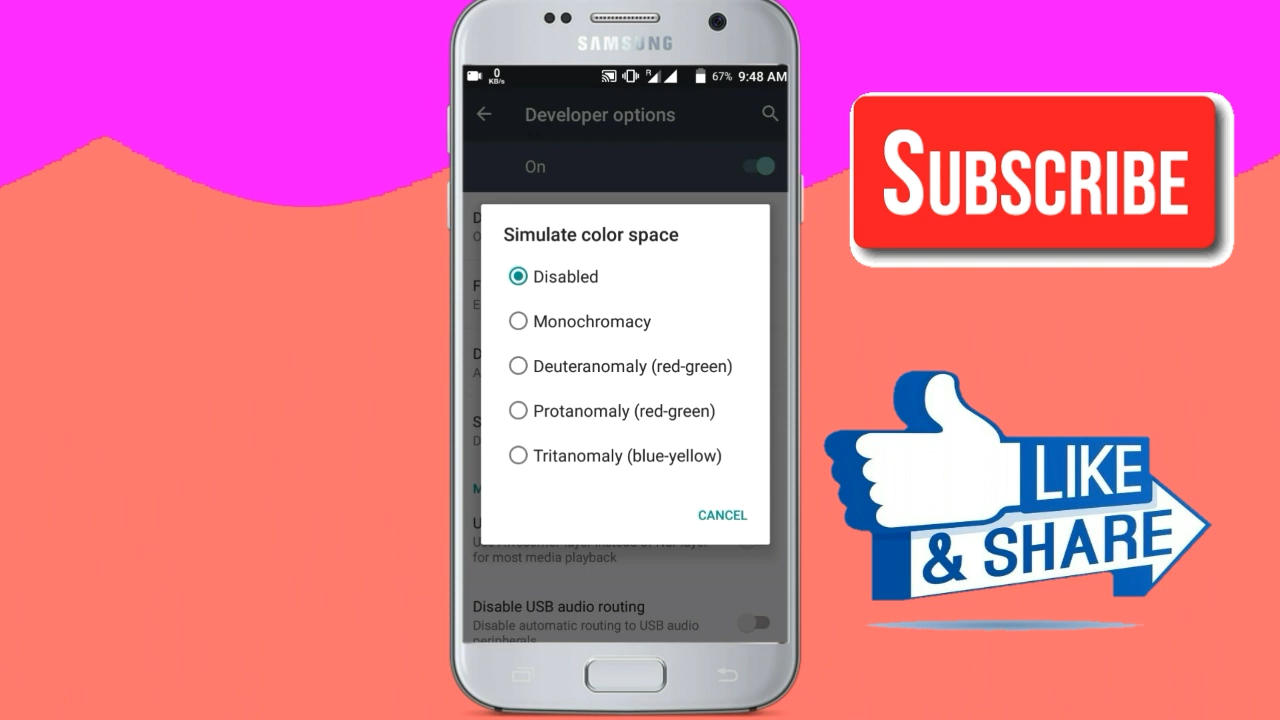 SAMSUNG
0
KB/s
R
67% 9:48 AM
Developer options
On
Simulate color space
Disabled
Monochromacy
Deuteranomaly (red-green)
Protanomaly (red-green)
Tritanomaly (blue-yellow)
CANCEL
for most media playback
Disable USB audio routing
Disable automatic routing to USB audio
peripherals
SUBSCRIBE
LIKE
& SHARE